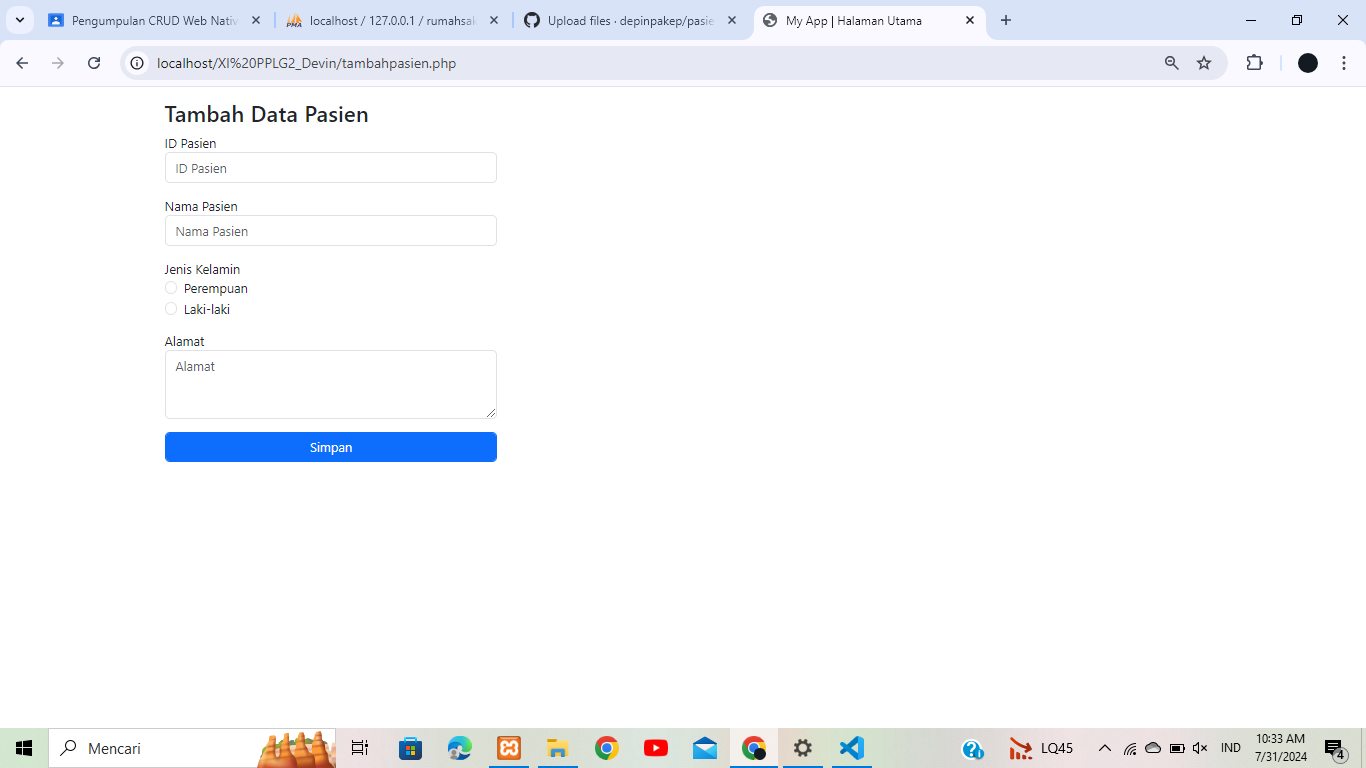 Pengumpulan CRUD Web Nativ
localhost / 127.0.0.1 / rumahsak
Upload files · depinpakep/pasie
My App | Halaman Utama
localhost/XI%20PPLG2_Devin/tambahpasien.php
Tambah Data Pasien
ID Pasien
ID Pasien
Nama Pasien
Nama Pasien
Jenis Kelamin
Perempuan
Laki-laki
Alamat
Alamat
Simpan
Mencari
LQ45
IND
10:33 AM
7/31/2024
4